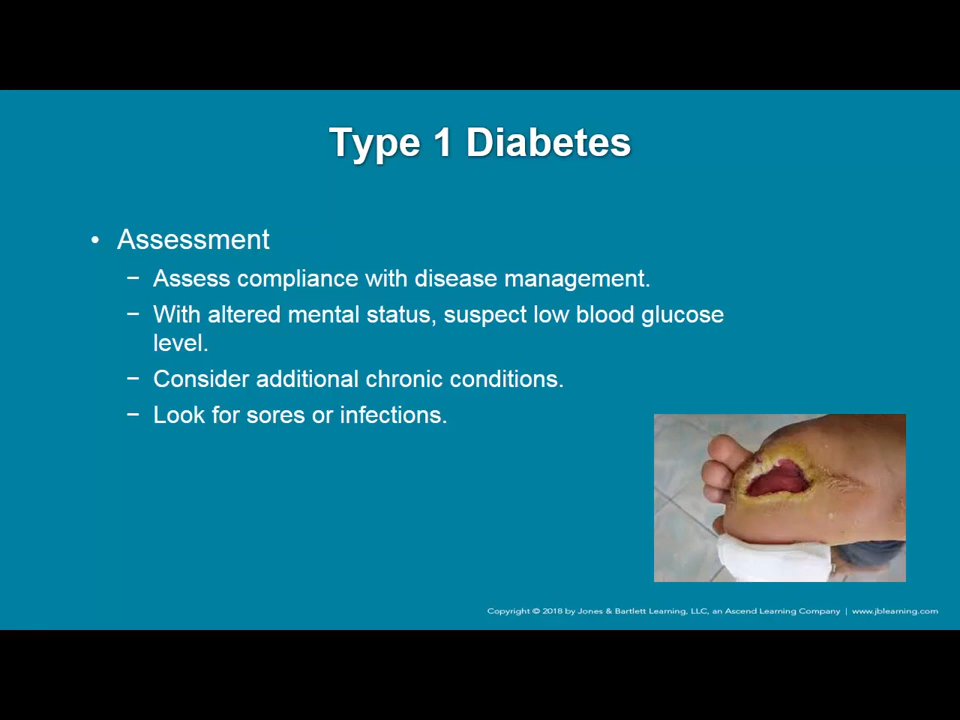 Type 1 Diabetes
• Assessment
− Assess compliance with disease management.
− With altered mental status, suspect low blood glucose
level.
− Consider additional chronic conditions.
− Look for sores or infections.
Copyright © 2018 by Jones & Bartlett Learning, LLC, an Ascend Learning Company | www.jblearning.com